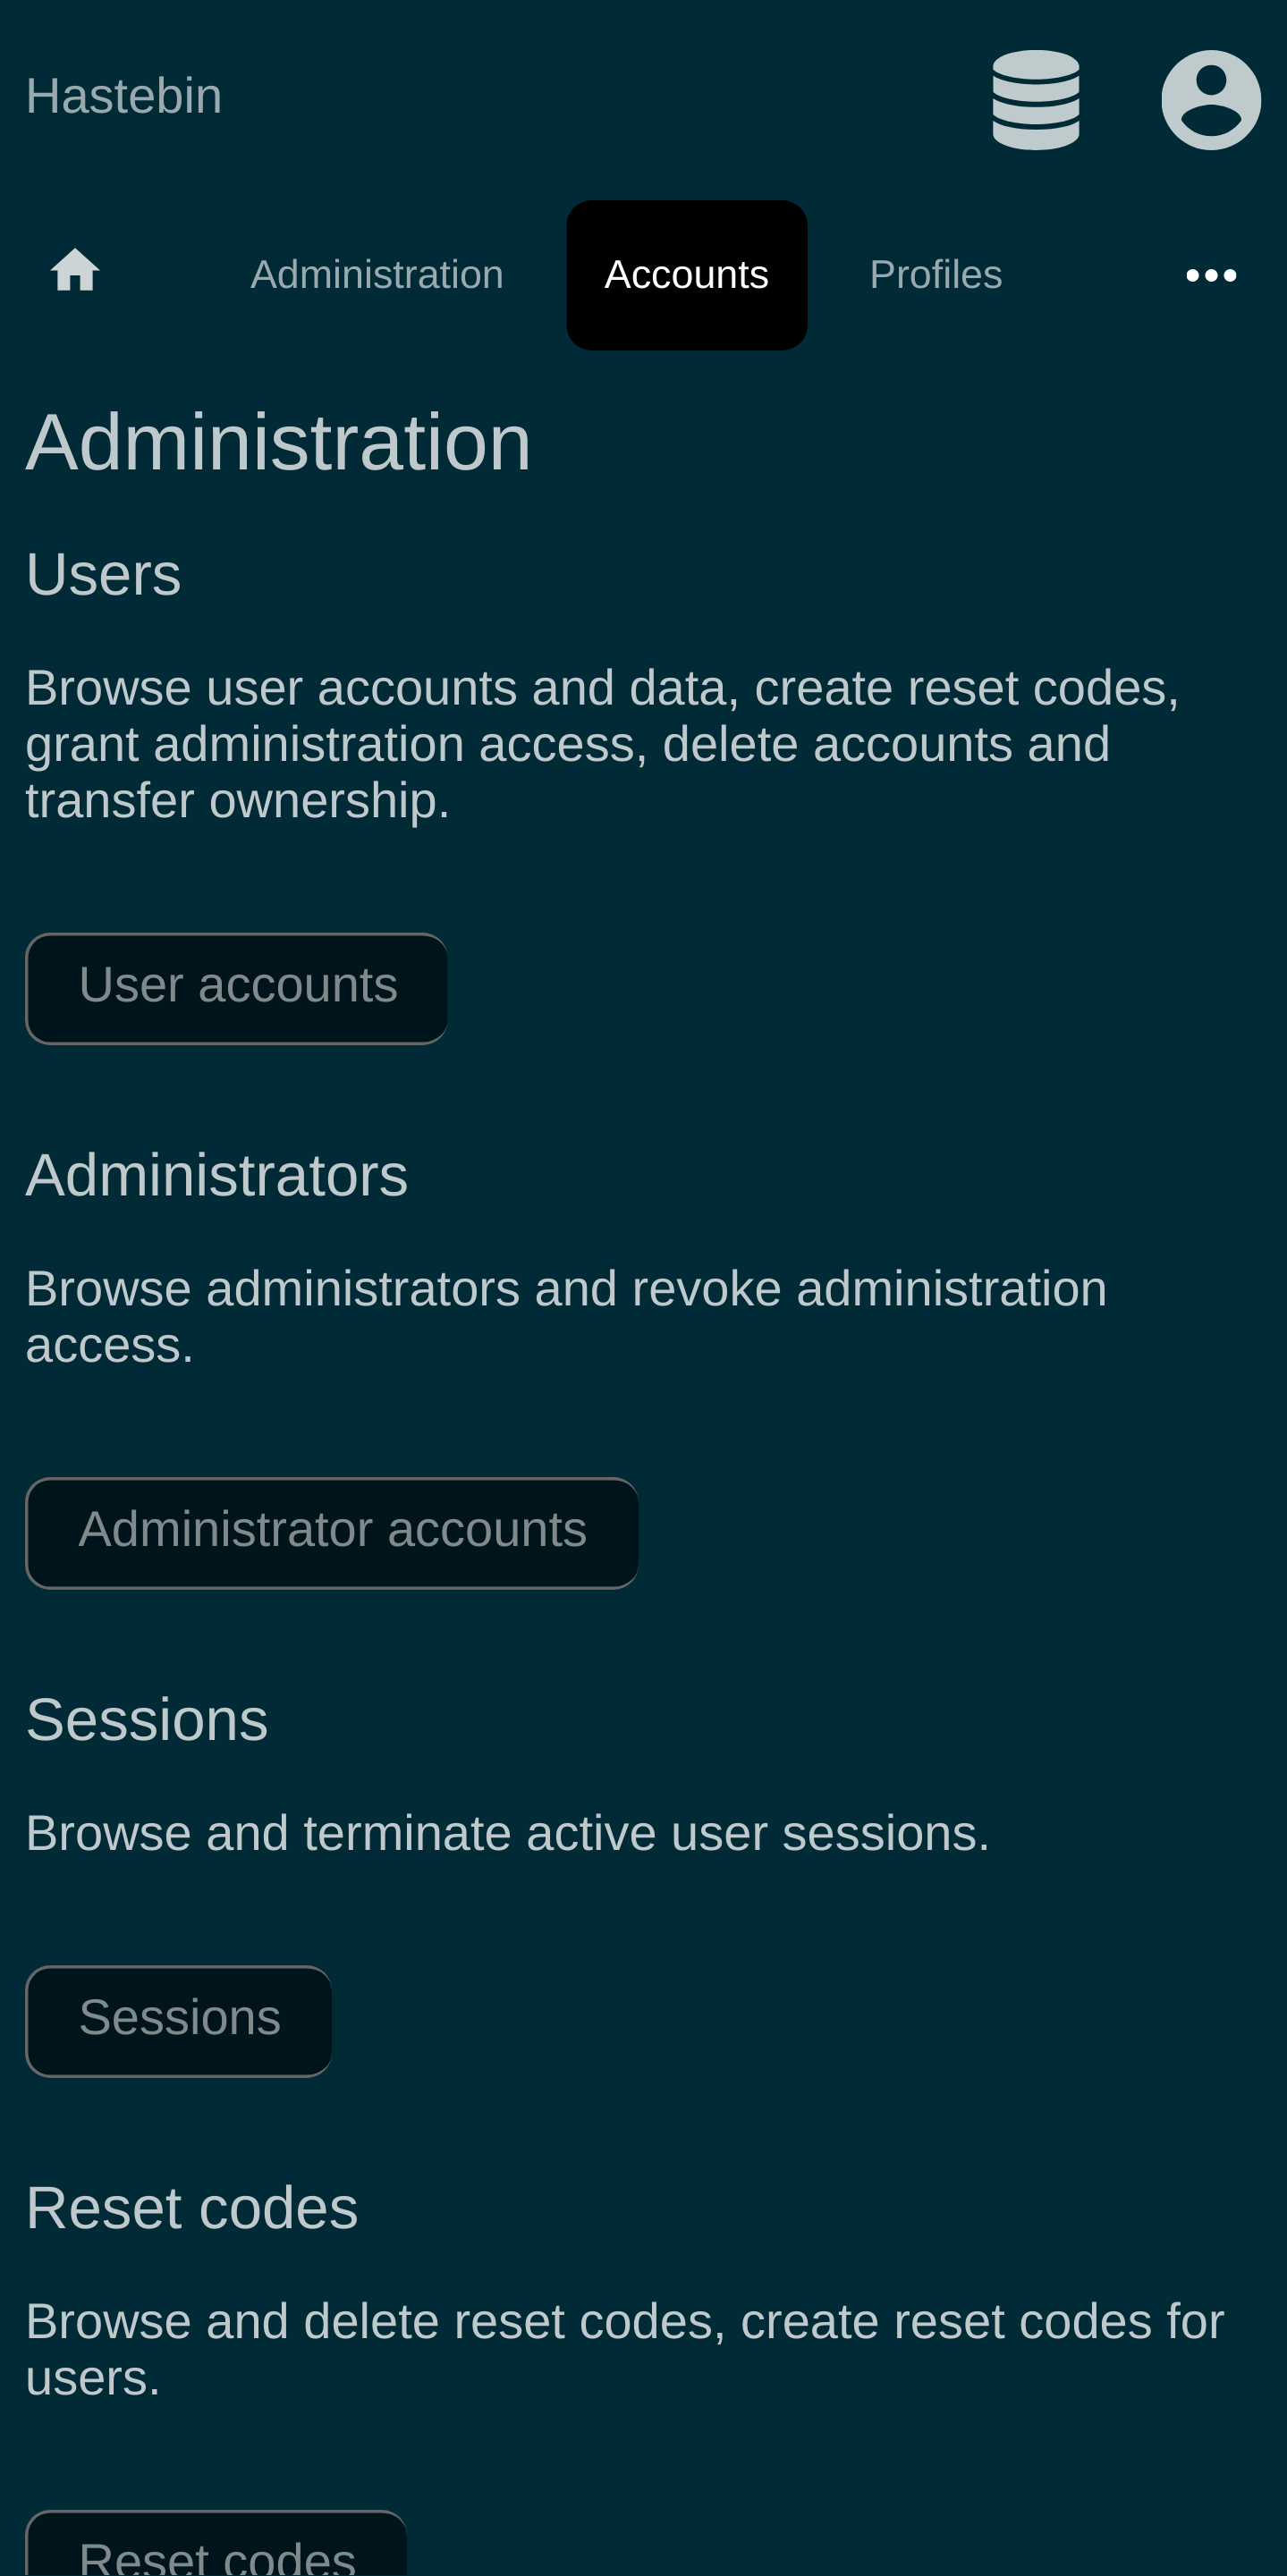 Hastebin
Administration
Accounts
Profiles
Administration
Users
Browse user accounts and data, create reset codes,
grant administration access, delete accounts and
transfer ownership.
User accounts
Administrators
Browse administrators and revoke administration
access.
Administrator accounts
Sessions
Browse and terminate active user sessions.
Sessions
Reset codes
Browse and delete reset codes, create reset codes for
users.
Reset codes